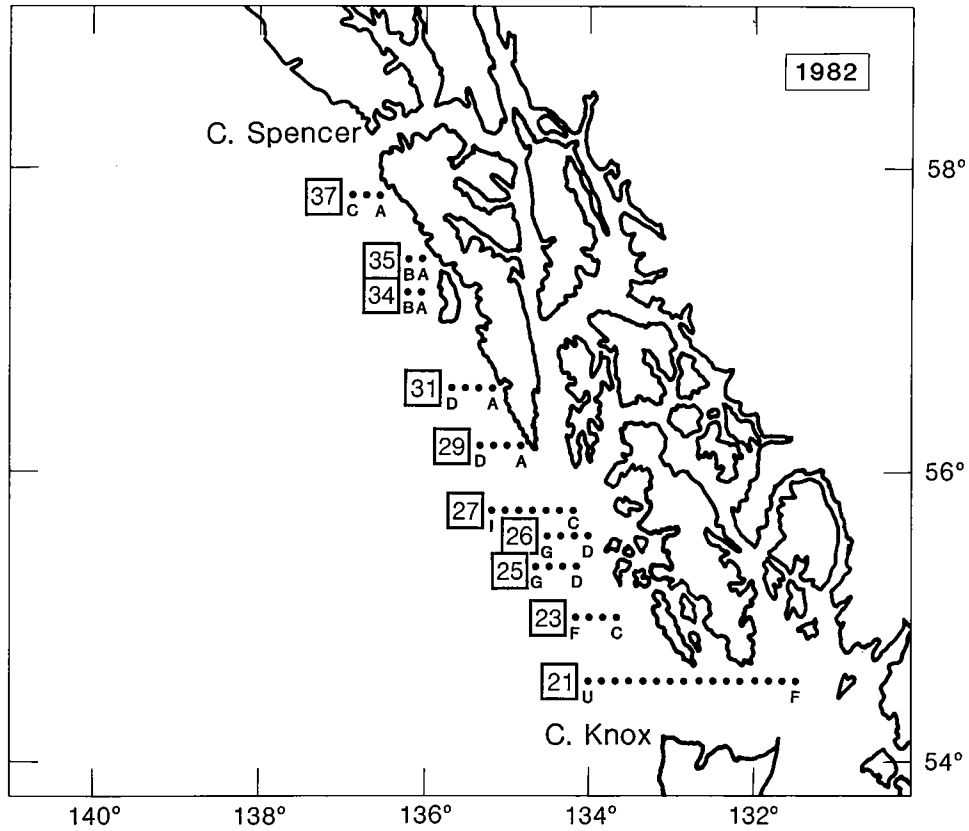 1982
C. Spencer
58°
37
C A
35
B A
34
B A
31
D A
29
D A
56°
27
I C
26
G D
25
G D
23
F C
21
U F
C. Knox
54°
140° 138° 136° 134° 132°